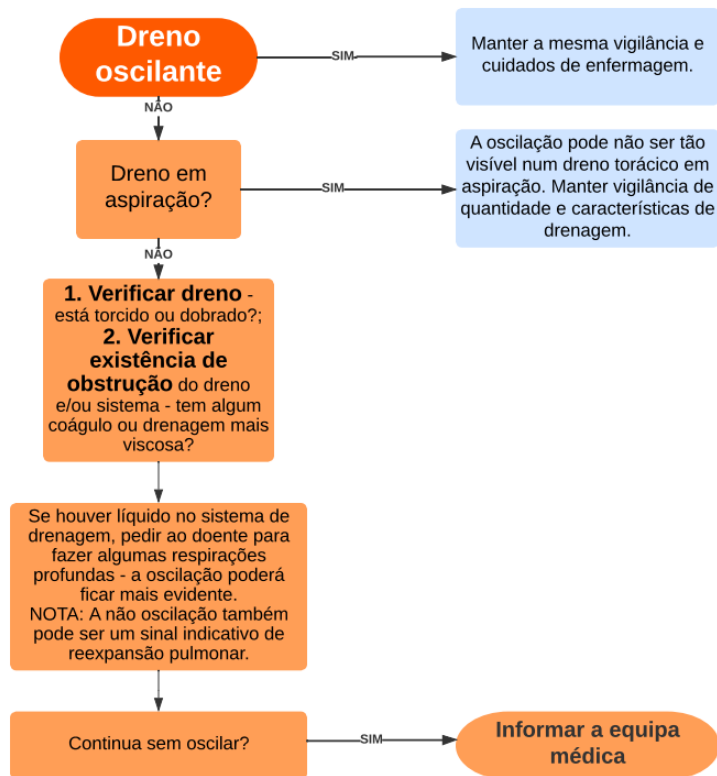 Dreno
oscilante
SIM
Manter a mesma vigilância e
cuidados de enfermagem.
NÃO
Dreno em
aspiração?
SIM
A oscilação pode não ser tão
visível num dreno torácico em
aspiração. Manter vigilância de
quantidade e características de
drenagem.
NÃO
1. Verificar dreno -
está torcido ou dobrado?;
2. Verificar
existência de
obstrução do dreno
e/ou sistema - tem algum
coágulo ou drenagem mais
viscosa?
Se houver líquido no sistema de
drenagem, pedir ao doente para
fazer algumas respirações
profundas - a oscilação poderá
ficar mais evidente.
NOTA: A não oscilação também
pode ser um sinal indicativo de
reexpansão pulmonar.
Continua sem oscilar?
SIM
Informar a equipa
médica